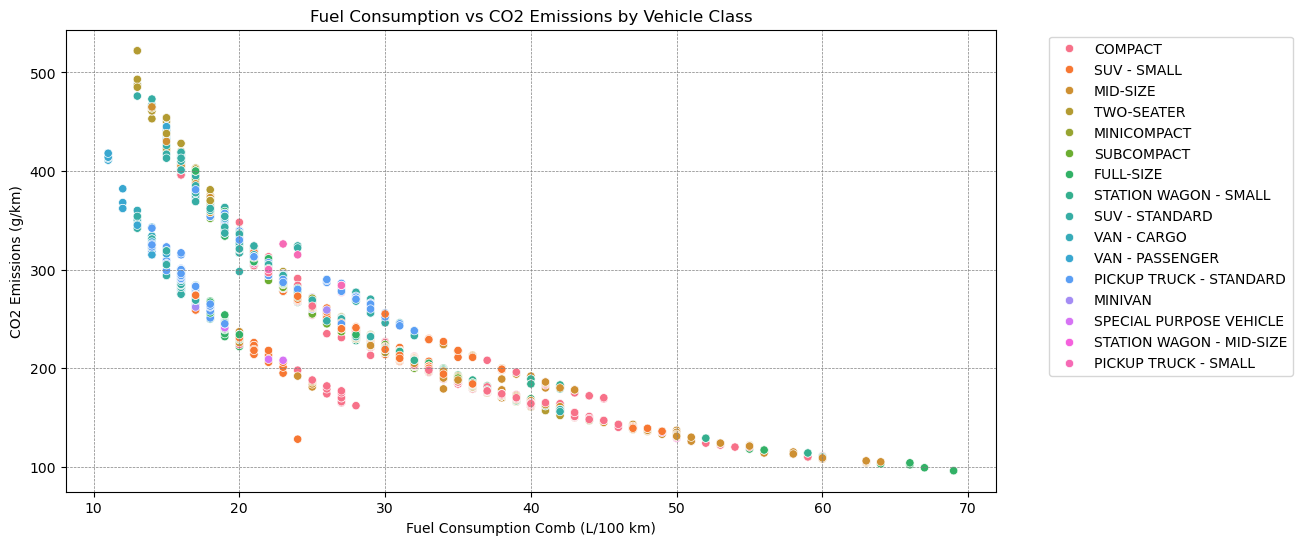 Fuel Consumption vs CO2 Emissions by Vehicle Class
CO2 Emissions (g/km)
500
400
300
200
100
10 20 30 40 50 60 70
Fuel Consumption Comb (L/100 km)
COMPACT
SUV - SMALL
MID-SIZE
TWO-SEATER
MINICOMPACT
SUBCOMPACT
FULL-SIZE
STATION WAGON - SMALL
SUV - STANDARD
VAN - CARGO
VAN - PASSENGER
PICKUP TRUCK - STANDARD
MINIVAN
SPECIAL PURPOSE VEHICLE
STATION WAGON - MID-SIZE
PICKUP TRUCK - SMALL